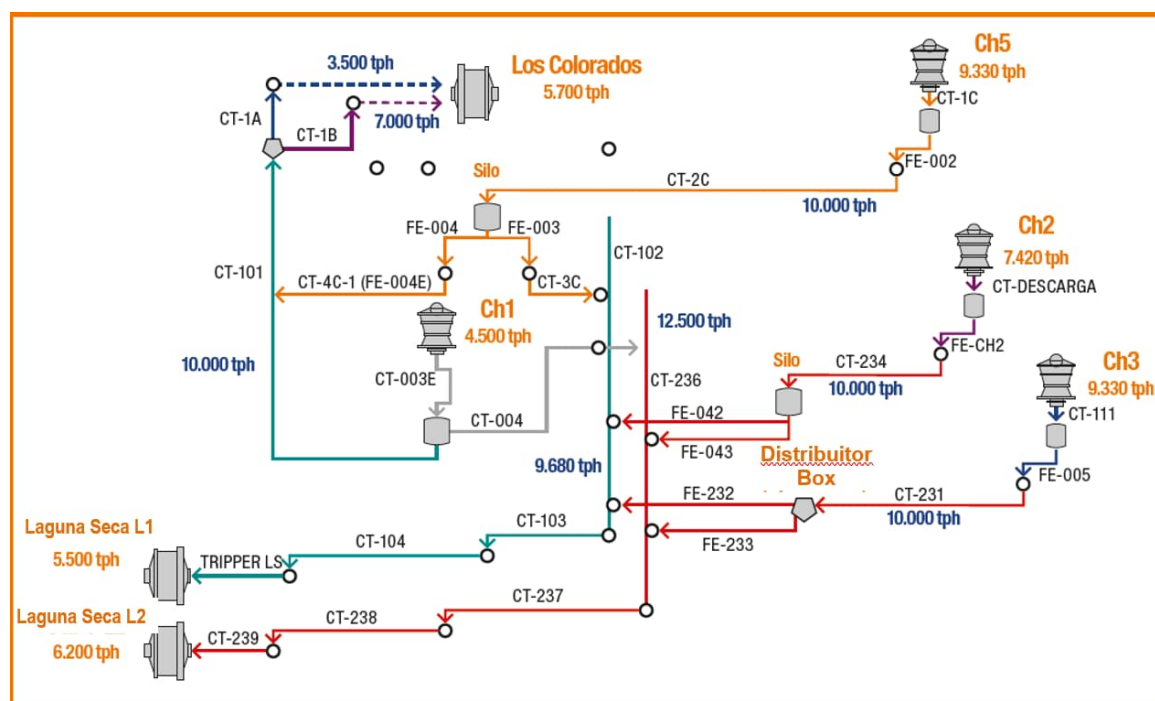 Ch5
9.330 tph
CT-1C
FE-002
3.500 tph
Los Colorados
5.700 tph
7.000 tph
CT-1A
CT-1B
Silo
CT-2C
10.000 tph
FE-004
FE-003
Ch2
7.420 tph
CT-DESCARGA
CT-102
CT-101
CT-4C-1 (FE-004E)
CT-3C
Ch1
4.500 tph
12.500 tph
FE-CH2
Silo
CT-234
10.000 tph
Ch3
9.330 tph
CT-111
10.000 tph
CT-003E
CT-236
CT-004
FE-042
FE-043
Distribuitor
Box
FE-005
9.680 tph
FE-232
CT-231
10.000 tph
FE-233
Laguna Seca L1
5.500 tph
TRIPPER LS
CT-104
CT-103
CT-237
Laguna Seca L2
6.200 tph
CT-239
CT-238